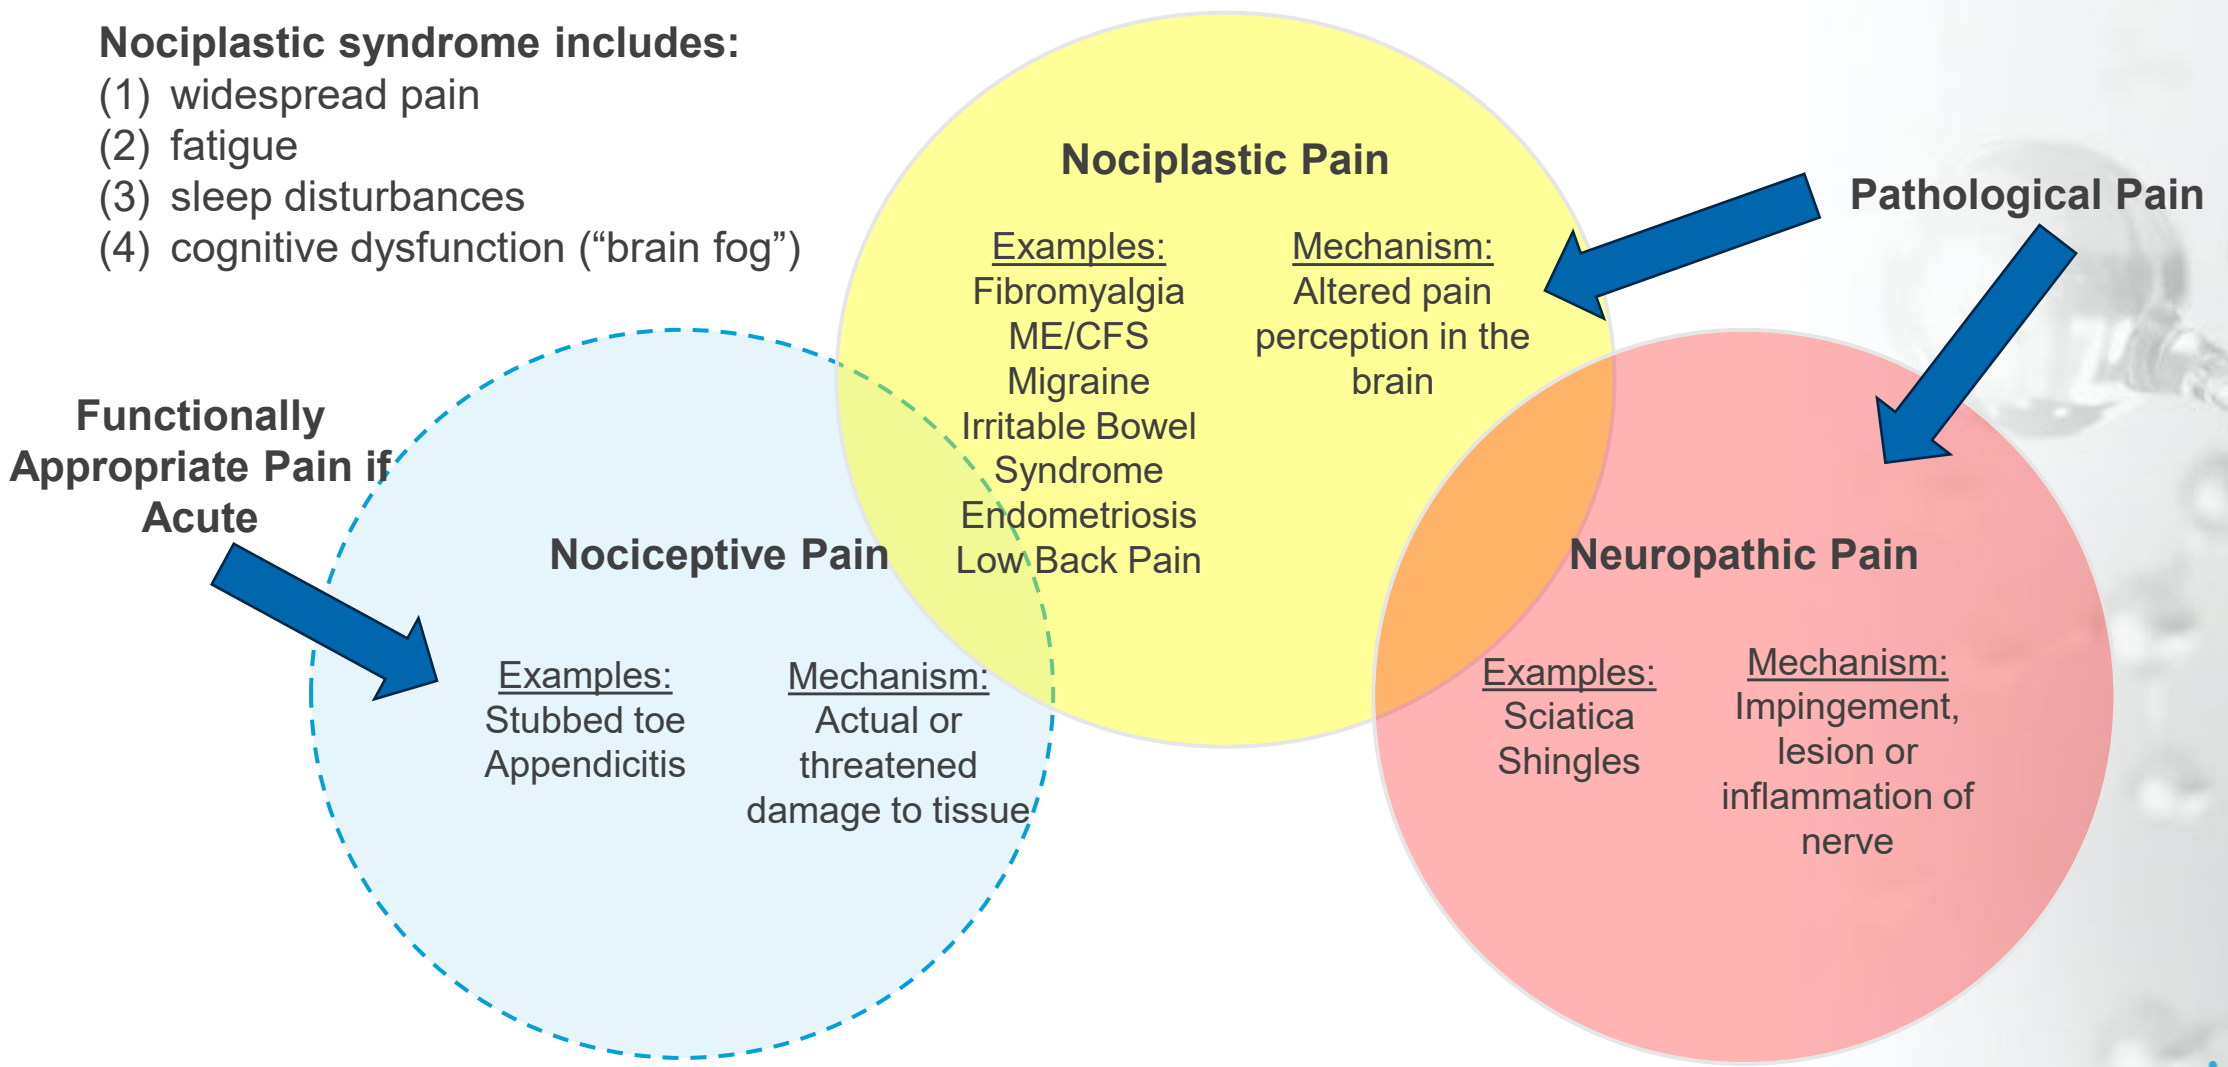 Nociplastic syndrome includes:
(1) widespread pain
(2) fatigue
(3) sleep disturbances
(4) cognitive dysfunction (“brain fog”)
Nociplastic Pain
Examples:
Fibromyalgia
ME/CFS
Migraine
Irritable Bowel
Syndrome
Endometriosis
Low Back Pain
Mechanism:
Altered pain
perception in the
brain
Pathological Pain
Functionally
Appropriate Pain if
Acute
Nociceptive Pain
Examples:
Stubbed toe
Appendicitis
Mechanism:
Actual or
threatened
damage to tissue
Neuropathic Pain
Examples:
Sciatica
Shingles
Mechanism:
Impingement,
lesion or
inflammation of
nerve